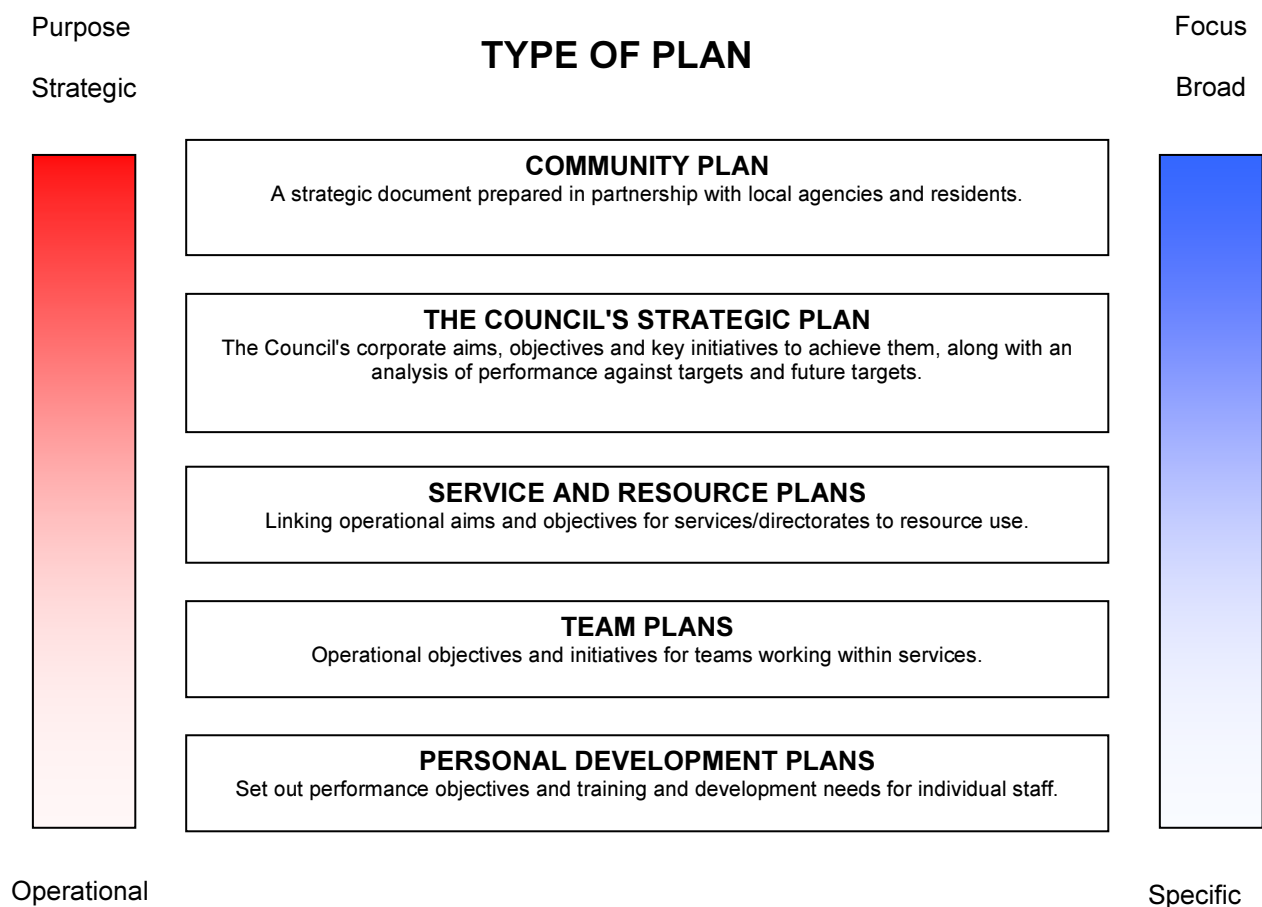 Purpose
TYPE OF PLAN
Focus
Strategic
Broad
COMMUNITY PLAN
A strategic document prepared in partnership with local agencies and residents.
THE COUNCIL'S STRATEGIC PLAN
The Council's corporate aims, objectives and key initiatives to achieve them, along with an
analysis of performance against targets and future targets.
SERVICE AND RESOURCE PLANS
Linking operational aims and objectives for services/directorates to resource use.
TEAM PLANS
Operational objectives and initiatives for teams working within services.
PERSONAL DEVELOPMENT PLANS
Set out performance objectives and training and development needs for individual staff.
Operational
Specific